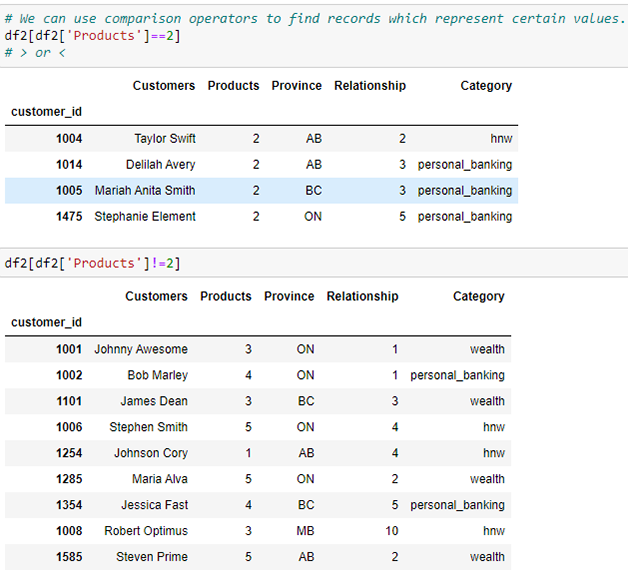 # We can use comparison operators to find records which represent certain values.
df2[df2['Products']==2]
# > or <
Customers Products Province Relationship Category
customer_id
1004 Taylor Swift 2 AB 2 hnw
1014 Delilah Avery 2 AB 3 personal_banking
1005 Mariah Anita Smith 2 BC 3 personal_banking
1475 Stephanie Element 2 ON 5 personal_banking
df2[df2['Products']!=2]
Customers Products Province Relationship Category
customer_id
1001 Johnny Awesome 3 ON 1 wealth
1002 Bob Marley 4 ON 1 personal_banking
1101 James Dean 3 BC 3 wealth
1006 Stephen Smith 5 ON 4 hnw
1254 Johnson Cory 1 AB 4 hnw
1285 Maria Alva 5 ON 2 wealth
1354 Jessica Fast 4 BC 5 personal_banking
1008 Robert Optimus 3 MB 10 hnw
1585 Steven Prime 5 AB 2 wealth